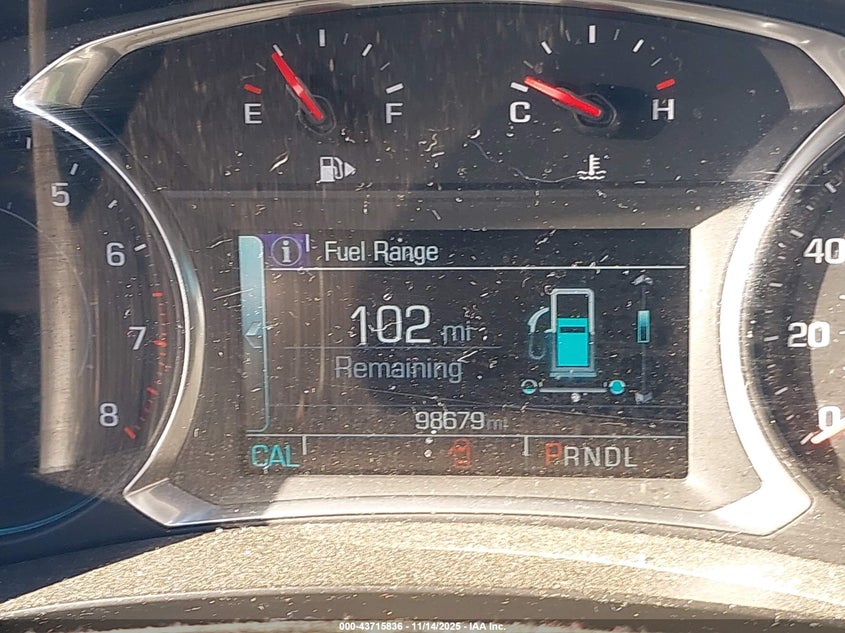 E F C H
5
6
7
8
i Fuel Range
102 mi
Remaining
98679 mi
CAL PRNDL
40
20
0
000-43715836 - 11/14/2025 - IAA Inc.